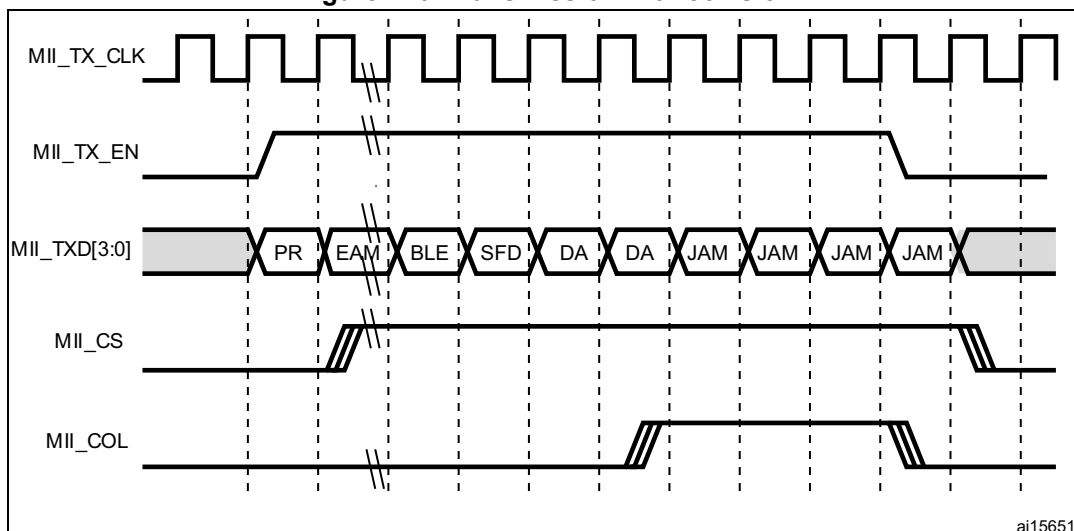 MII_TX_CLK
MII_TX_EN
MII_TXD[3:0]
PR EAM BLE SFD DA DA JAM JAM JAM JAM
MII_CS
MII_COL
ai15651